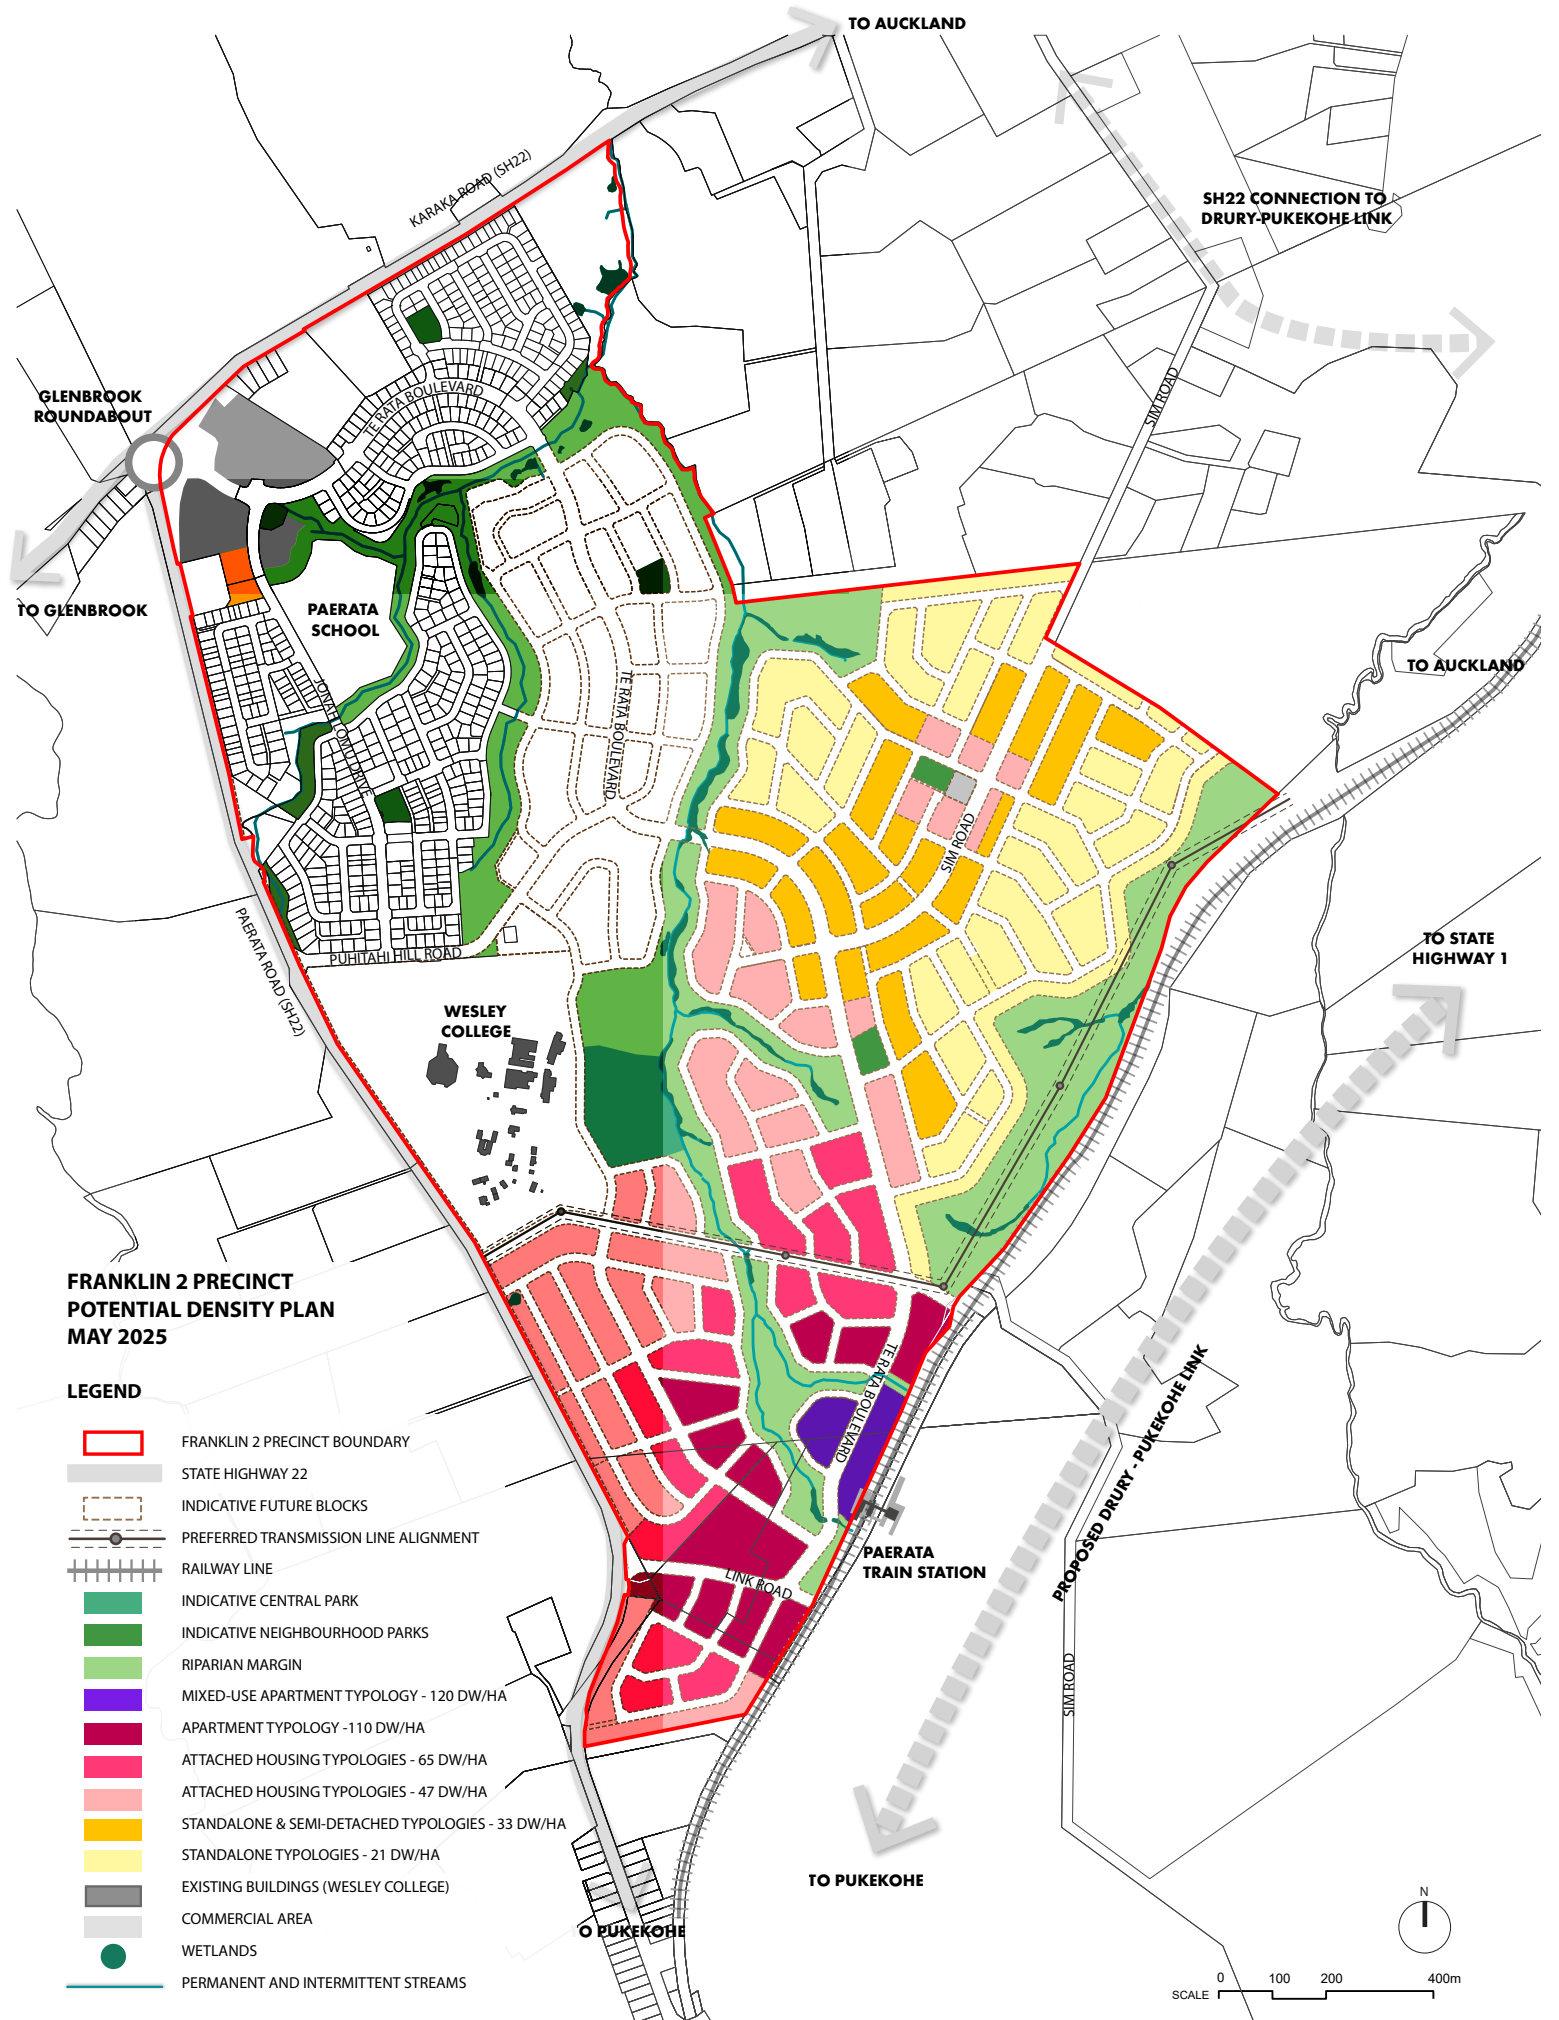 TO AUCKLAND
KARAKA ROAD (SH22)
SH22 CONNECTION TO
DRURY-PUKEKOHE LINK
GLENBROOK
ROUNDABOUT
TE RATA BOULEVARD
SIM ROAD
TO GLENBROOK
PAERATA
SCHOOL
TO AUCKLAND
TE RATA BOULEVARD
JONAH LOMU DRIVE
SIM ROAD
PAERATA ROAD (SH22)
PUHITAHI HILL ROAD
TO STATE
HIGHWAY 1
WESLEY
COLLEGE
FRANKLIN 2 PRECINCT
POTENTIAL DENSITY PLAN
MAY 2025
TE RATA BOULEVARD
PROPOSED DRURY - PUKEKOHE LINK
LEGEND
FRANKLIN 2 PRECINCT BOUNDARY
STATE HIGHWAY 22
INDICATIVE FUTURE BLOCKS
PREFERRED TRANSMISSION LINE ALIGNMENT
RAILWAY LINE
INDICATIVE CENTRAL PARK
INDICATIVE NEIGHBOURHOOD PARKS
RIPARIAN MARGIN
MIXED-USE APARTMENT TYPOLOGY - 120 DW/HA
APARTMENT TYPOLOGY -110 DW/HA
ATTACHED HOUSING TYPOLOGIES - 65 DW/HA
ATTACHED HOUSING TYPOLOGIES - 47 DW/HA
STANDALONE & SEMI-DETACHED TYPOLOGIES - 33 DW/HA
STANDALONE TYPOLOGIES - 21 DW/HA
EXISTING BUILDINGS (WESLEY COLLEGE)
COMMERCIAL AREA
WETLANDS
PERMANENT AND INTERMITTENT STREAMS
PAERATA
TRAIN STATION
LINK ROAD
SIM ROAD
TO PUKEKOHE
O PUKEKOHE
N
SCALE 0 100 200 400m